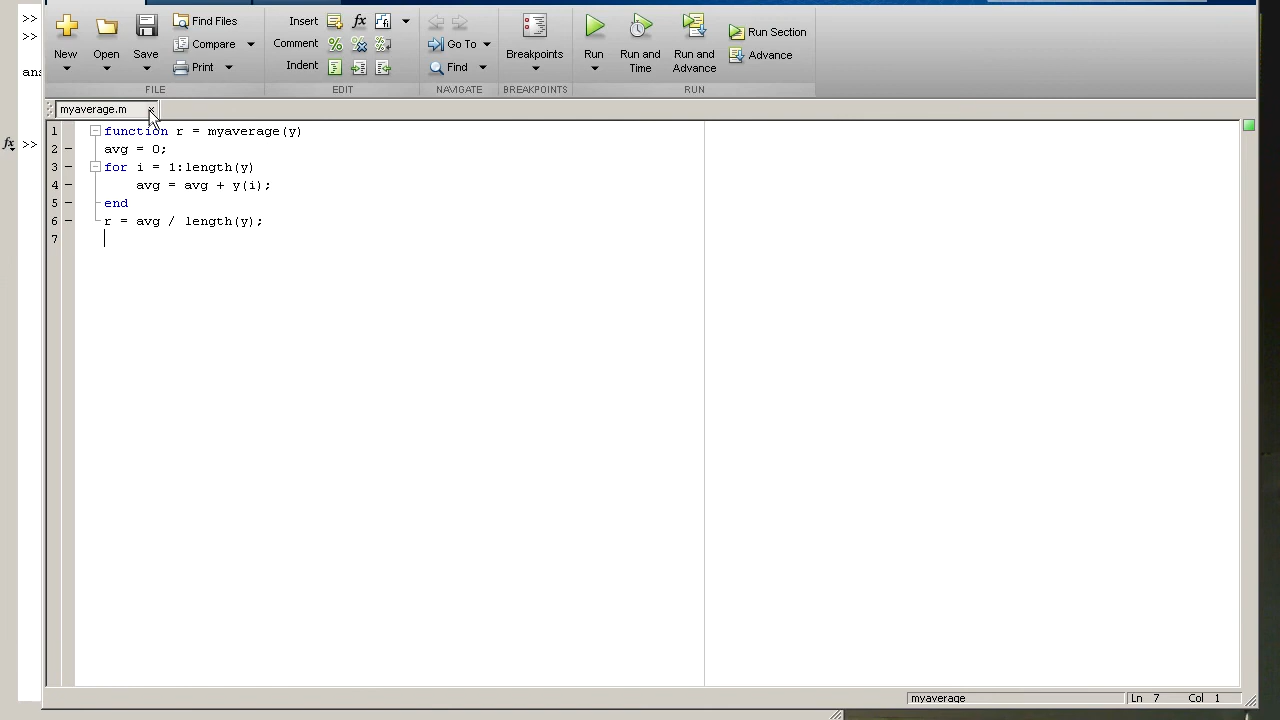 >>
>>
ans
fx >>
New
Open
Save
Find Files
Compare
Print
FILE
Insert fx
Comment
Indent
EDIT
Go To
Find
NAVIGATE
Breakpoints
BREAKPOINTS
Run
Run and Time
Run and Advance
Run Section
Advance
RUN
myaverage.m
1 function r = myaverage(y)
2 avg = 0;
3 for i = 1:length(y)
4 avg = avg + y(i);
5 end
6 r = avg / length(y);
7
myaverage Ln 7 Col 1